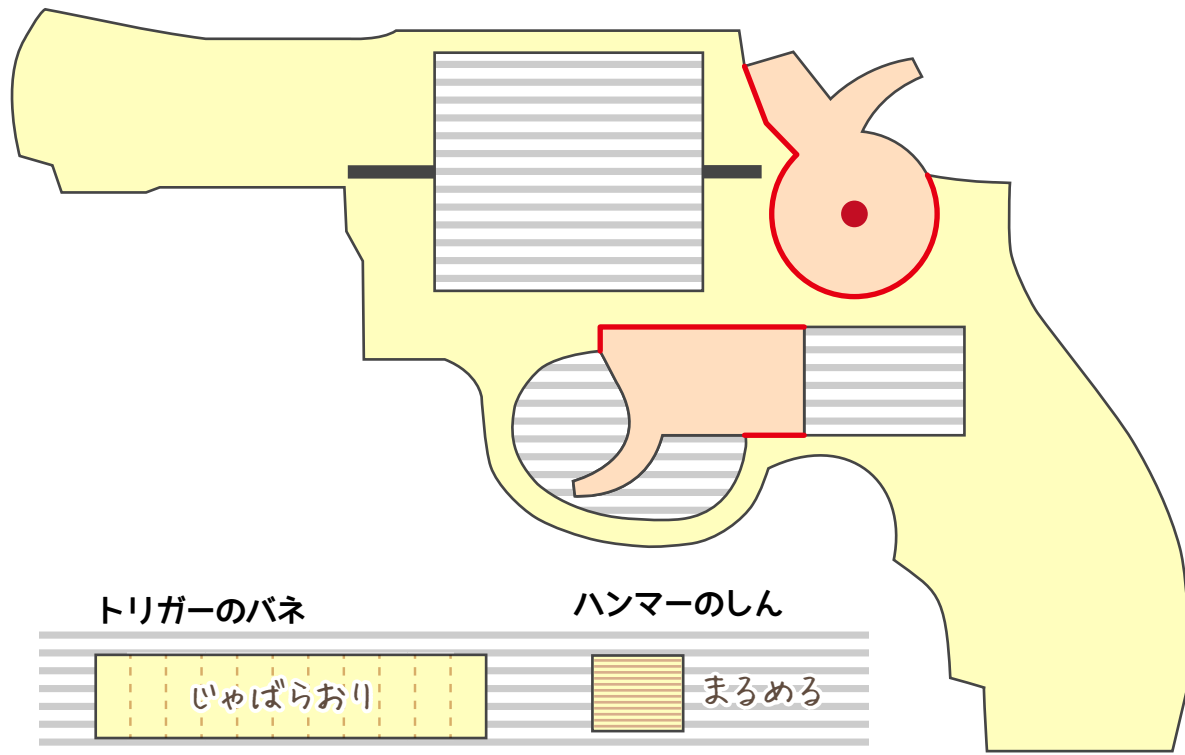 トリガーのバネ
ハンマーのしん
じゃばらおり
まるめる